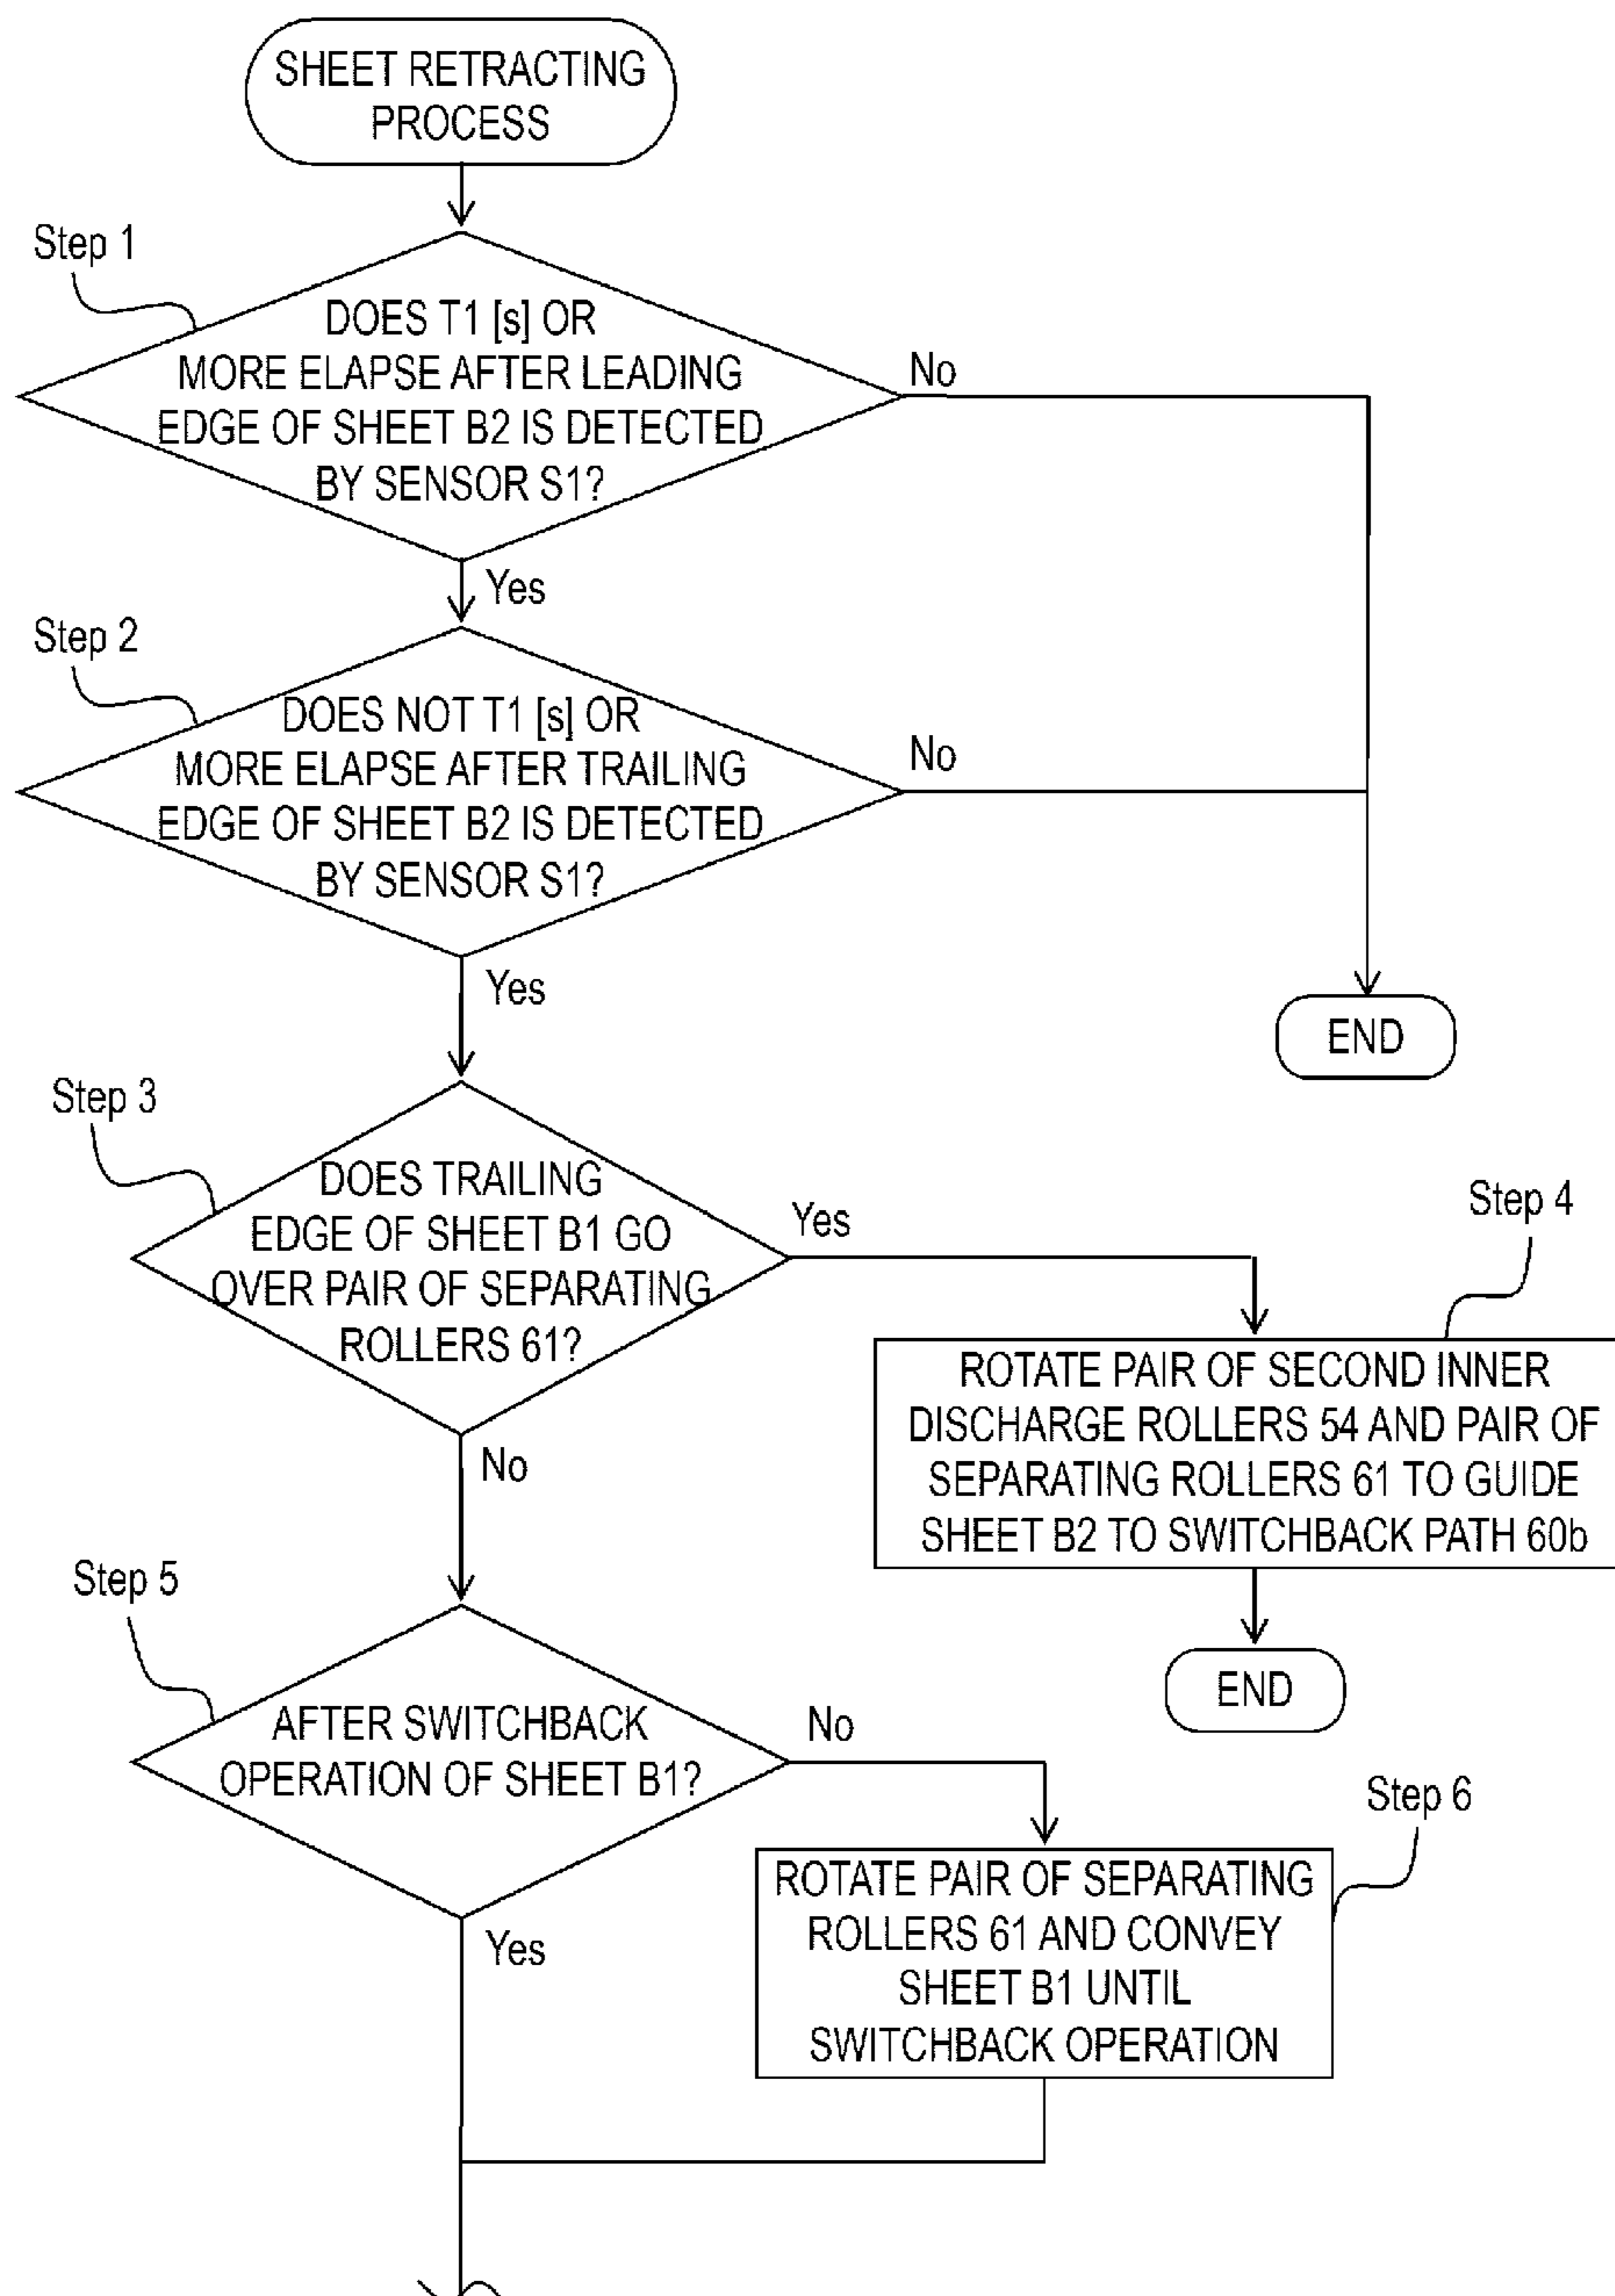 SHEET RETRACTING
PROCESS
Step 1
DOES T1 [s] OR
MORE ELAPSE AFTER LEADING
EDGE OF SHEET B2 IS DETECTED
BY SENSOR S1?
No
Yes
Step 2
DOES NOT T1 [s] OR
MORE ELAPSE AFTER TRAILING
EDGE OF SHEET B2 IS DETECTED
BY SENSOR S1?
No
Yes
END
Step 3
DOES TRAILING
EDGE OF SHEET B1 GO
OVER PAIR OF SEPARATING
ROLLERS 61?
Yes
No
Step 4
ROTATE PAIR OF SECOND INNER
DISCHARGE ROLLERS 54 AND PAIR OF
SEPARATING ROLLERS 61 TO GUIDE
SHEET B2 TO SWITCHBACK PATH 60b
END
Step 5
AFTER SWITCHBACK
OPERATION OF SHEET B1?
No
Yes
Step 6
ROTATE PAIR OF SEPARATING
ROLLERS 61 AND CONVEY
SHEET B1 UNTIL
SWITCHBACK OPERATION